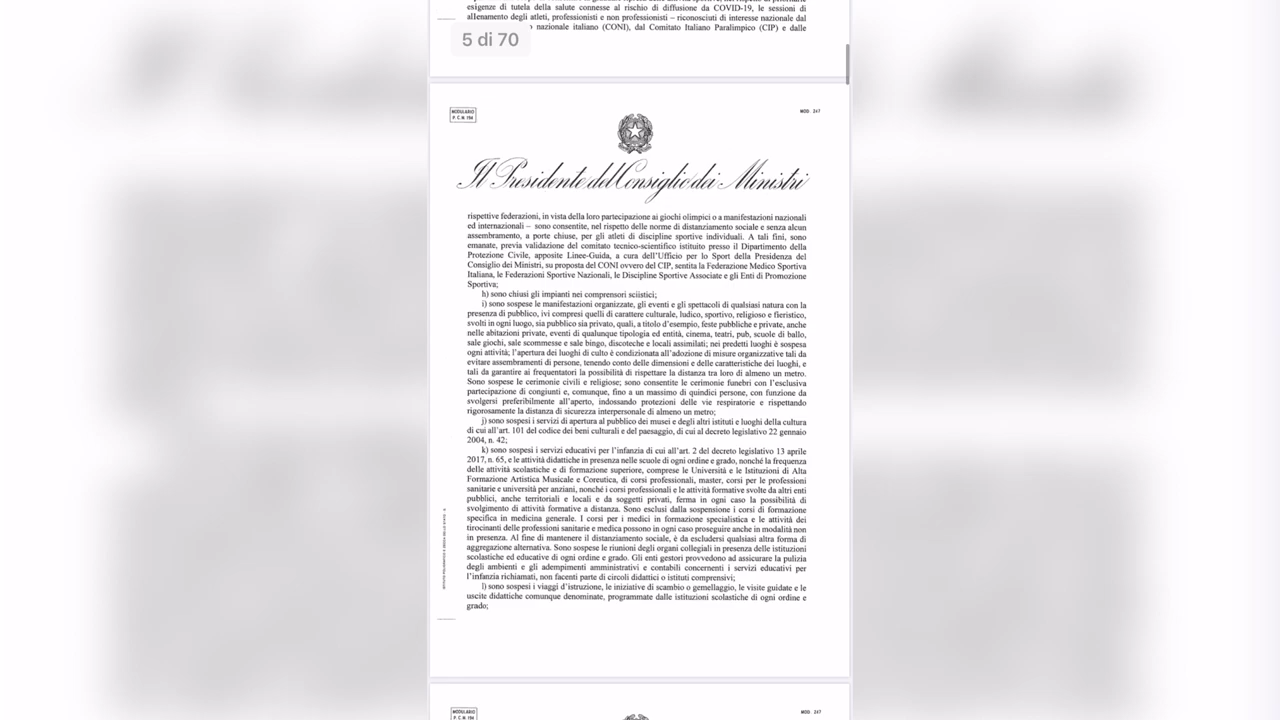 esigenze di tutela della salute connesse al rischio di diffusione da COVID-19, le sessioni di
allenamento degli atleti, professionisti e non professionisti – riconosciuti di interesse nazionale dal
nazionale italiano (CONI), dal Comitato Italiano Paralimpico (CIP) e dalle
5 di 70
MODULARIO
P. C. M. 194
MOD. 247
Il Presidente del Consiglio dei Ministri
rispettive federazioni, in vista della loro partecipazione ai giochi olimpici o a manifestazioni nazionali
ed internazionali – sono consentite, nel rispetto delle norme di distanziamento sociale e senza alcun
assembramento, a porte chiuse, per gli atleti di discipline sportive individuali. A tali fini, sono
emanate, previa validazione del comitato tecnico-scientifico istituito presso il Dipartimento della
Protezione Civile, apposite Linee-Guida, a cura dell'Ufficio per lo Sport della Presidenza del
Consiglio dei Ministri, su proposta del CONI ovvero del CIP, sentita la Federazione Medico Sportiva
Italiana, le Federazioni Sportive Nazionali, le Discipline Sportive Associate e gli Enti di Promozione
Sportiva;
h) sono chiusi gli impianti nei comprensori sciistici;
i) sono sospese le manifestazioni organizzate, gli eventi e gli spettacoli di qualsiasi natura con la
presenza di pubblico, ivi compresi quelli di carattere culturale, ludico, sportivo, religioso e fieristico,
svolti in ogni luogo, sia pubblico sia privato, quali, a titolo d'esempio, feste pubbliche e private, anche
nelle abitazioni private, eventi di qualunque tipologia ed entità, cinema, teatri, pub, scuole di ballo,
sale giochi, sale scommesse e sale bingo, discoteche e locali assimilati; nei predetti luoghi è sospesa
ogni attività; l'apertura dei luoghi di culto è condizionata all'adozione di misure organizzative tali da
evitare assembramenti di persone, tenendo conto delle dimensioni e delle caratteristiche dei luoghi, e
tali da garantire ai frequentatori la possibilità di rispettare la distanza tra loro di almeno un metro.
Sono sospese le cerimonie civili e religiose; sono consentite le cerimonie funebri con l'esclusiva
partecipazione di congiunti e, comunque, fino a un massimo di quindici persone, con funzione da
svolgersi preferibilmente all'aperto, indossando protezioni delle vie respiratorie e rispettando
rigorosamente la distanza di sicurezza interpersonale di almeno un metro;
j) sono sospesi i servizi di apertura al pubblico dei musei e degli altri istituti e luoghi della cultura
di cui all'art. 101 del codice dei beni culturali e del paesaggio, di cui al decreto legislativo 22 gennaio
2004, n. 42;
k) sono sospesi i servizi educativi per l'infanzia di cui all'art. 2 del decreto legislativo 13 aprile
2017, n. 65, e le attività didattiche in presenza nelle scuole di ogni ordine e grado, nonché la frequenza
delle attività scolastiche e di formazione superiore, comprese le Università e le Istituzioni di Alta
Formazione Artistica Musicale e Coreutica, di corsi professionali, master, corsi per le professioni
sanitarie e università per anziani, nonché i corsi professionali e le attività formative svolte da altri enti
pubblici, anche territoriali e locali e da soggetti privati, ferma in ogni caso la possibilità di
svolgimento di attività formative a distanza. Sono esclusi dalla sospensione i corsi di formazione
specifica in medicina generale. I corsi per i medici in formazione specialistica e le attività dei
tirocinanti delle professioni sanitarie e medica possono in ogni caso proseguire anche in modalità non
in presenza. Al fine di mantenere il distanziamento sociale, è da escludersi qualsiasi altra forma di
aggregazione alternativa. Sono sospese le riunioni degli organi collegiali in presenza delle istituzioni
scolastiche ed educative di ogni ordine e grado. Gli enti gestori provvedono ad assicurare la pulizia
degli ambienti e gli adempimenti amministrativi e contabili concernenti i servizi educativi per
l'infanzia richiamati, non facenti parte di circoli didattici o istituti comprensivi;
l) sono sospesi i viaggi d'istruzione, le iniziative di scambio o gemellaggio, le visite guidate e le
uscite didattiche comunque denominate, programmate dalle istituzioni scolastiche di ogni ordine e
grado;
MODULARIO
P. C. M. 194
MOD. 247